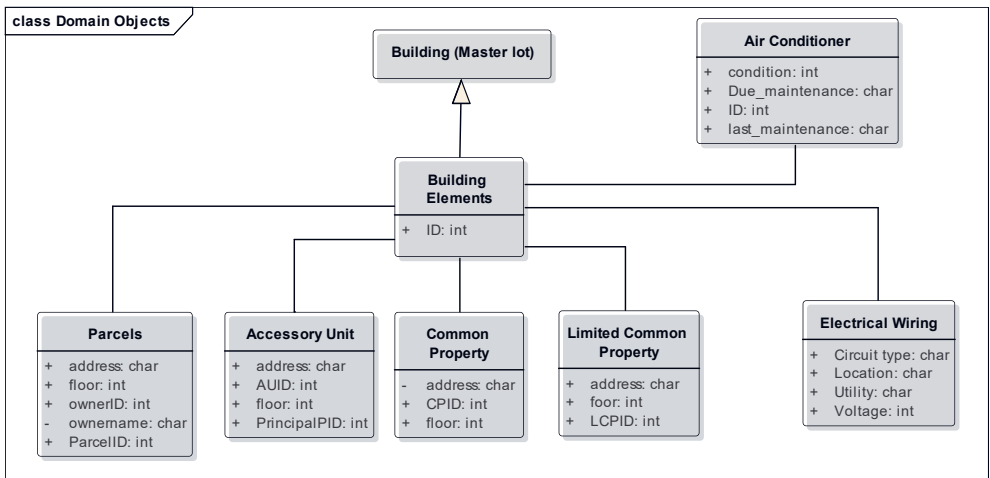 class Domain Objects
Building (Master lot)
Air Conditioner
+ condition: int
+ Due_maintenance: char
+ ID: int
+ last_maintenance: char
Building
Elements
+ ID: int
Parcels
+ address: char
+ floor: int
+ ownerID: int
- ownername: char
+ ParcelID: int
Accessory Unit
+ address: char
+ AUID: int
+ floor: int
+ PrincipalPID: int
Common
Property
- address: char
+ CPID: int
+ floor: int
Limited Common
Property
+ address: char
+ foor: int
+ LCPID: int
Electrical Wiring
+ Circuit type: char
+ Location: char
+ Utility: char
+ Voltage: int